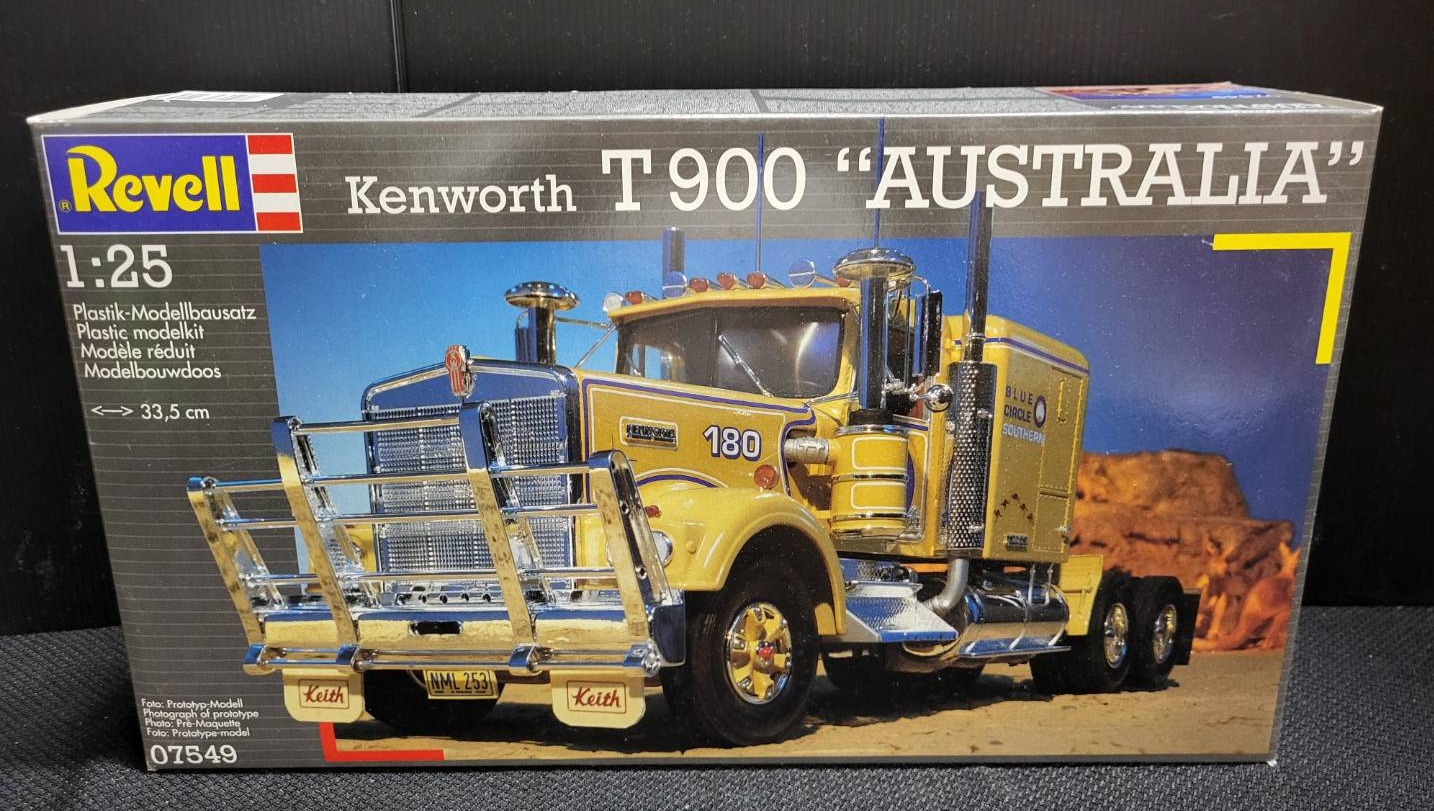 ® Revell
Kenworth T 900 “AUSTRALIA”
1:25
Plastik-Modellbausatz
Plastic modelkit
Modèle réduit
Modelbouwdoos
<--> 33,5 cm
KENWORTH
180
BLUE
CIRCLE
SOUTHERN
Keith
NML 253
Keith
Foto: Prototyp-Modell
Photograph of prototype
Photo: Pré-Maquette
Foto: Prototype-model
07549